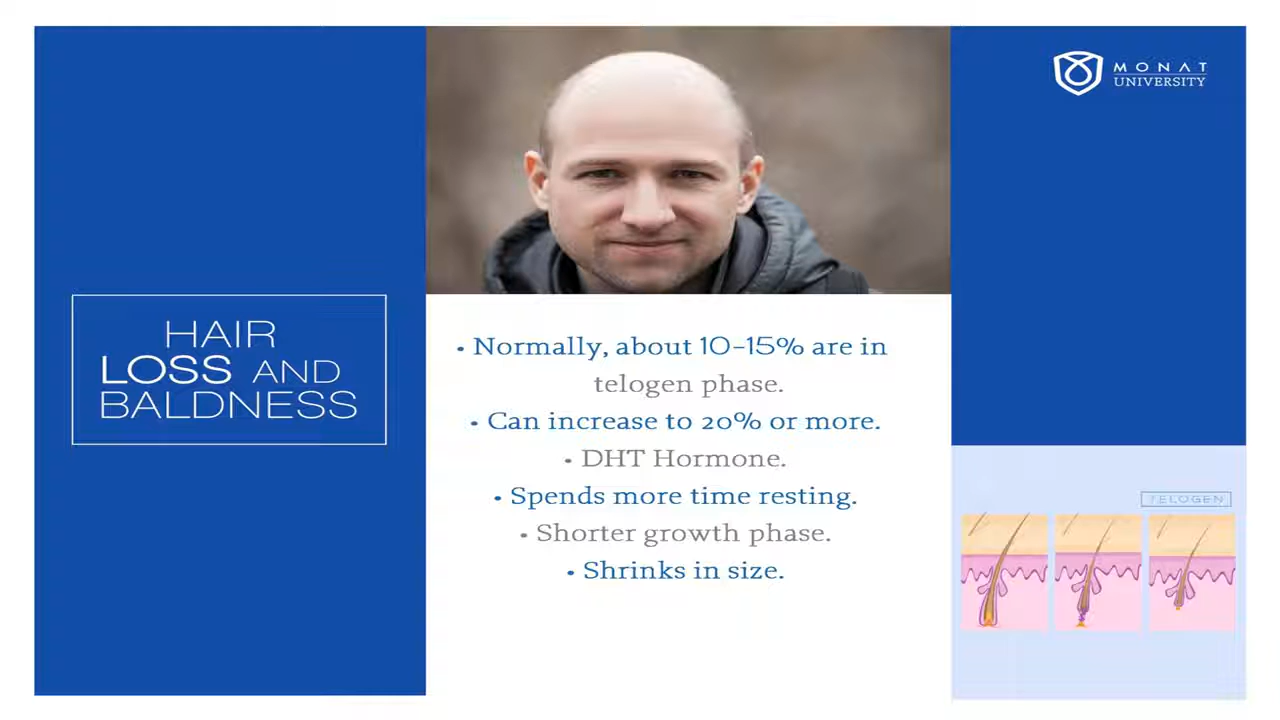 MONAT
UNIVERSITY
HAIR
LOSS AND
BALDNESS
• Normally, about 10-15% are in
telogen phase.
• Can increase to 20% or more.
• DHT Hormone.
• Spends more time resting.
• Shorter growth phase.
• Shrinks in size.
TELOGEN